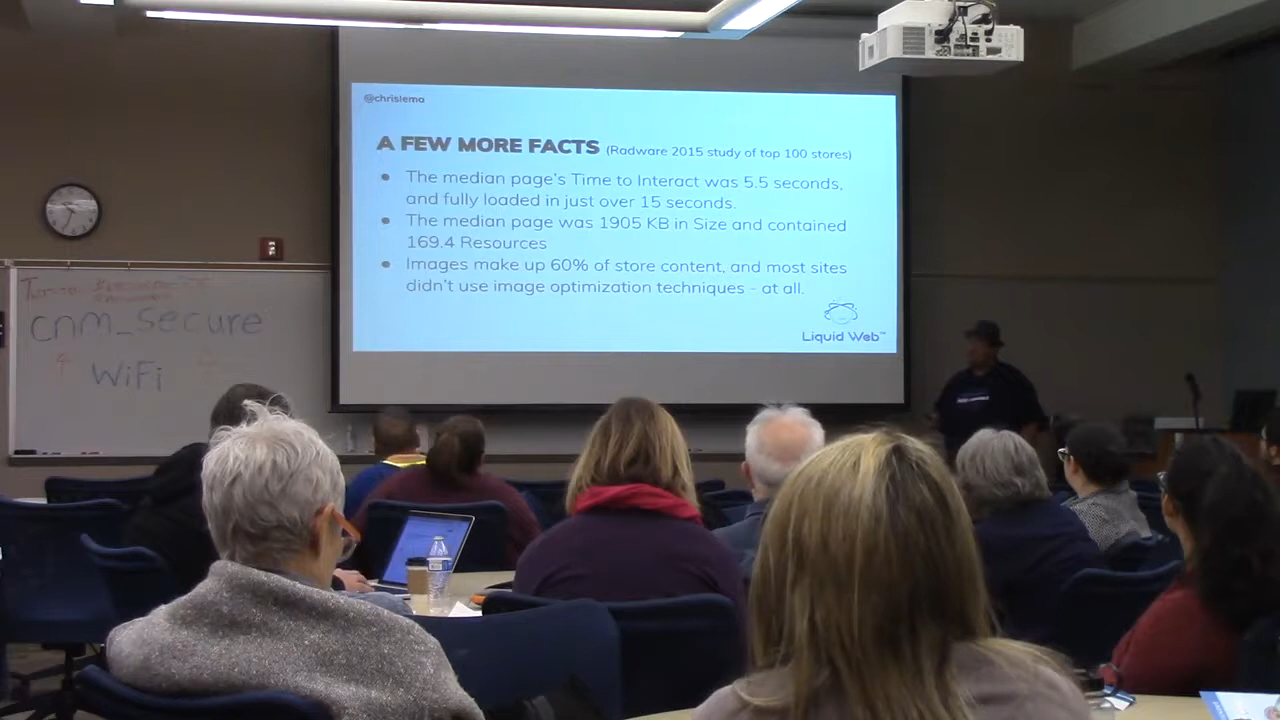 @chrislema
A FEW MORE FACTS (Radware 2015 study of top 100 stores)
• The median page's Time to Interact was 5.5 seconds,
and fully loaded in just over 15 seconds.
• The median page was 1905 KB in Size and contained
169.4 Resources
• Images make up 60% of store content, and most sites
didn't use image optimization techniques - at all.
Liquid Web™
cnm_secure
WiFi